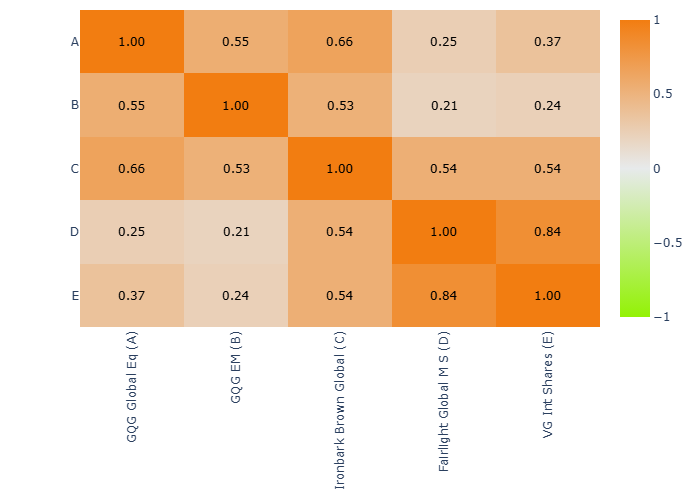 A 1.00 0.55 0.66 0.25 0.37
B 0.55 1.00 0.53 0.21 0.24
C 0.66 0.53 1.00 0.54 0.54
D 0.25 0.21 0.54 1.00 0.84
E 0.37 0.24 0.54 0.84 1.00
GQG Global Eq (A)
GQG EM (B)
Ironbark Brown Global (C)
Fairlight Global M S (D)
VG Int Shares (E)
1
0.5
0
−0.5
−1